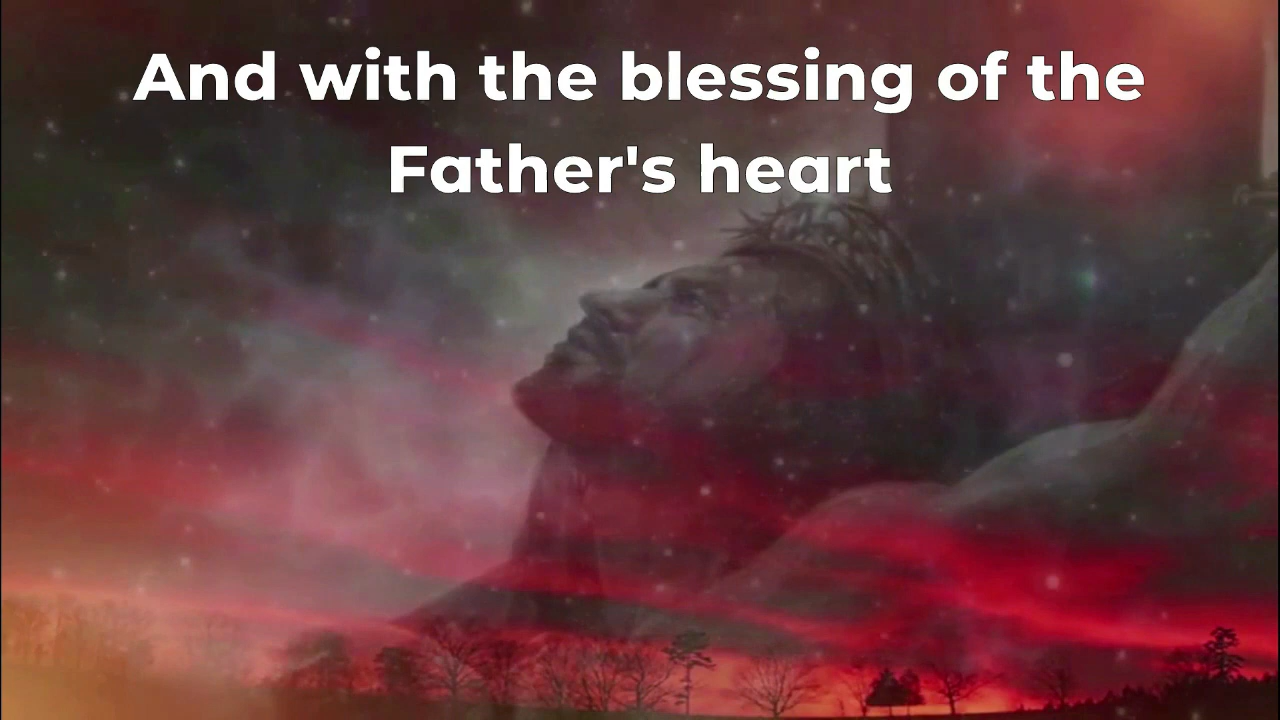 And with the blessing of the
Father's heart